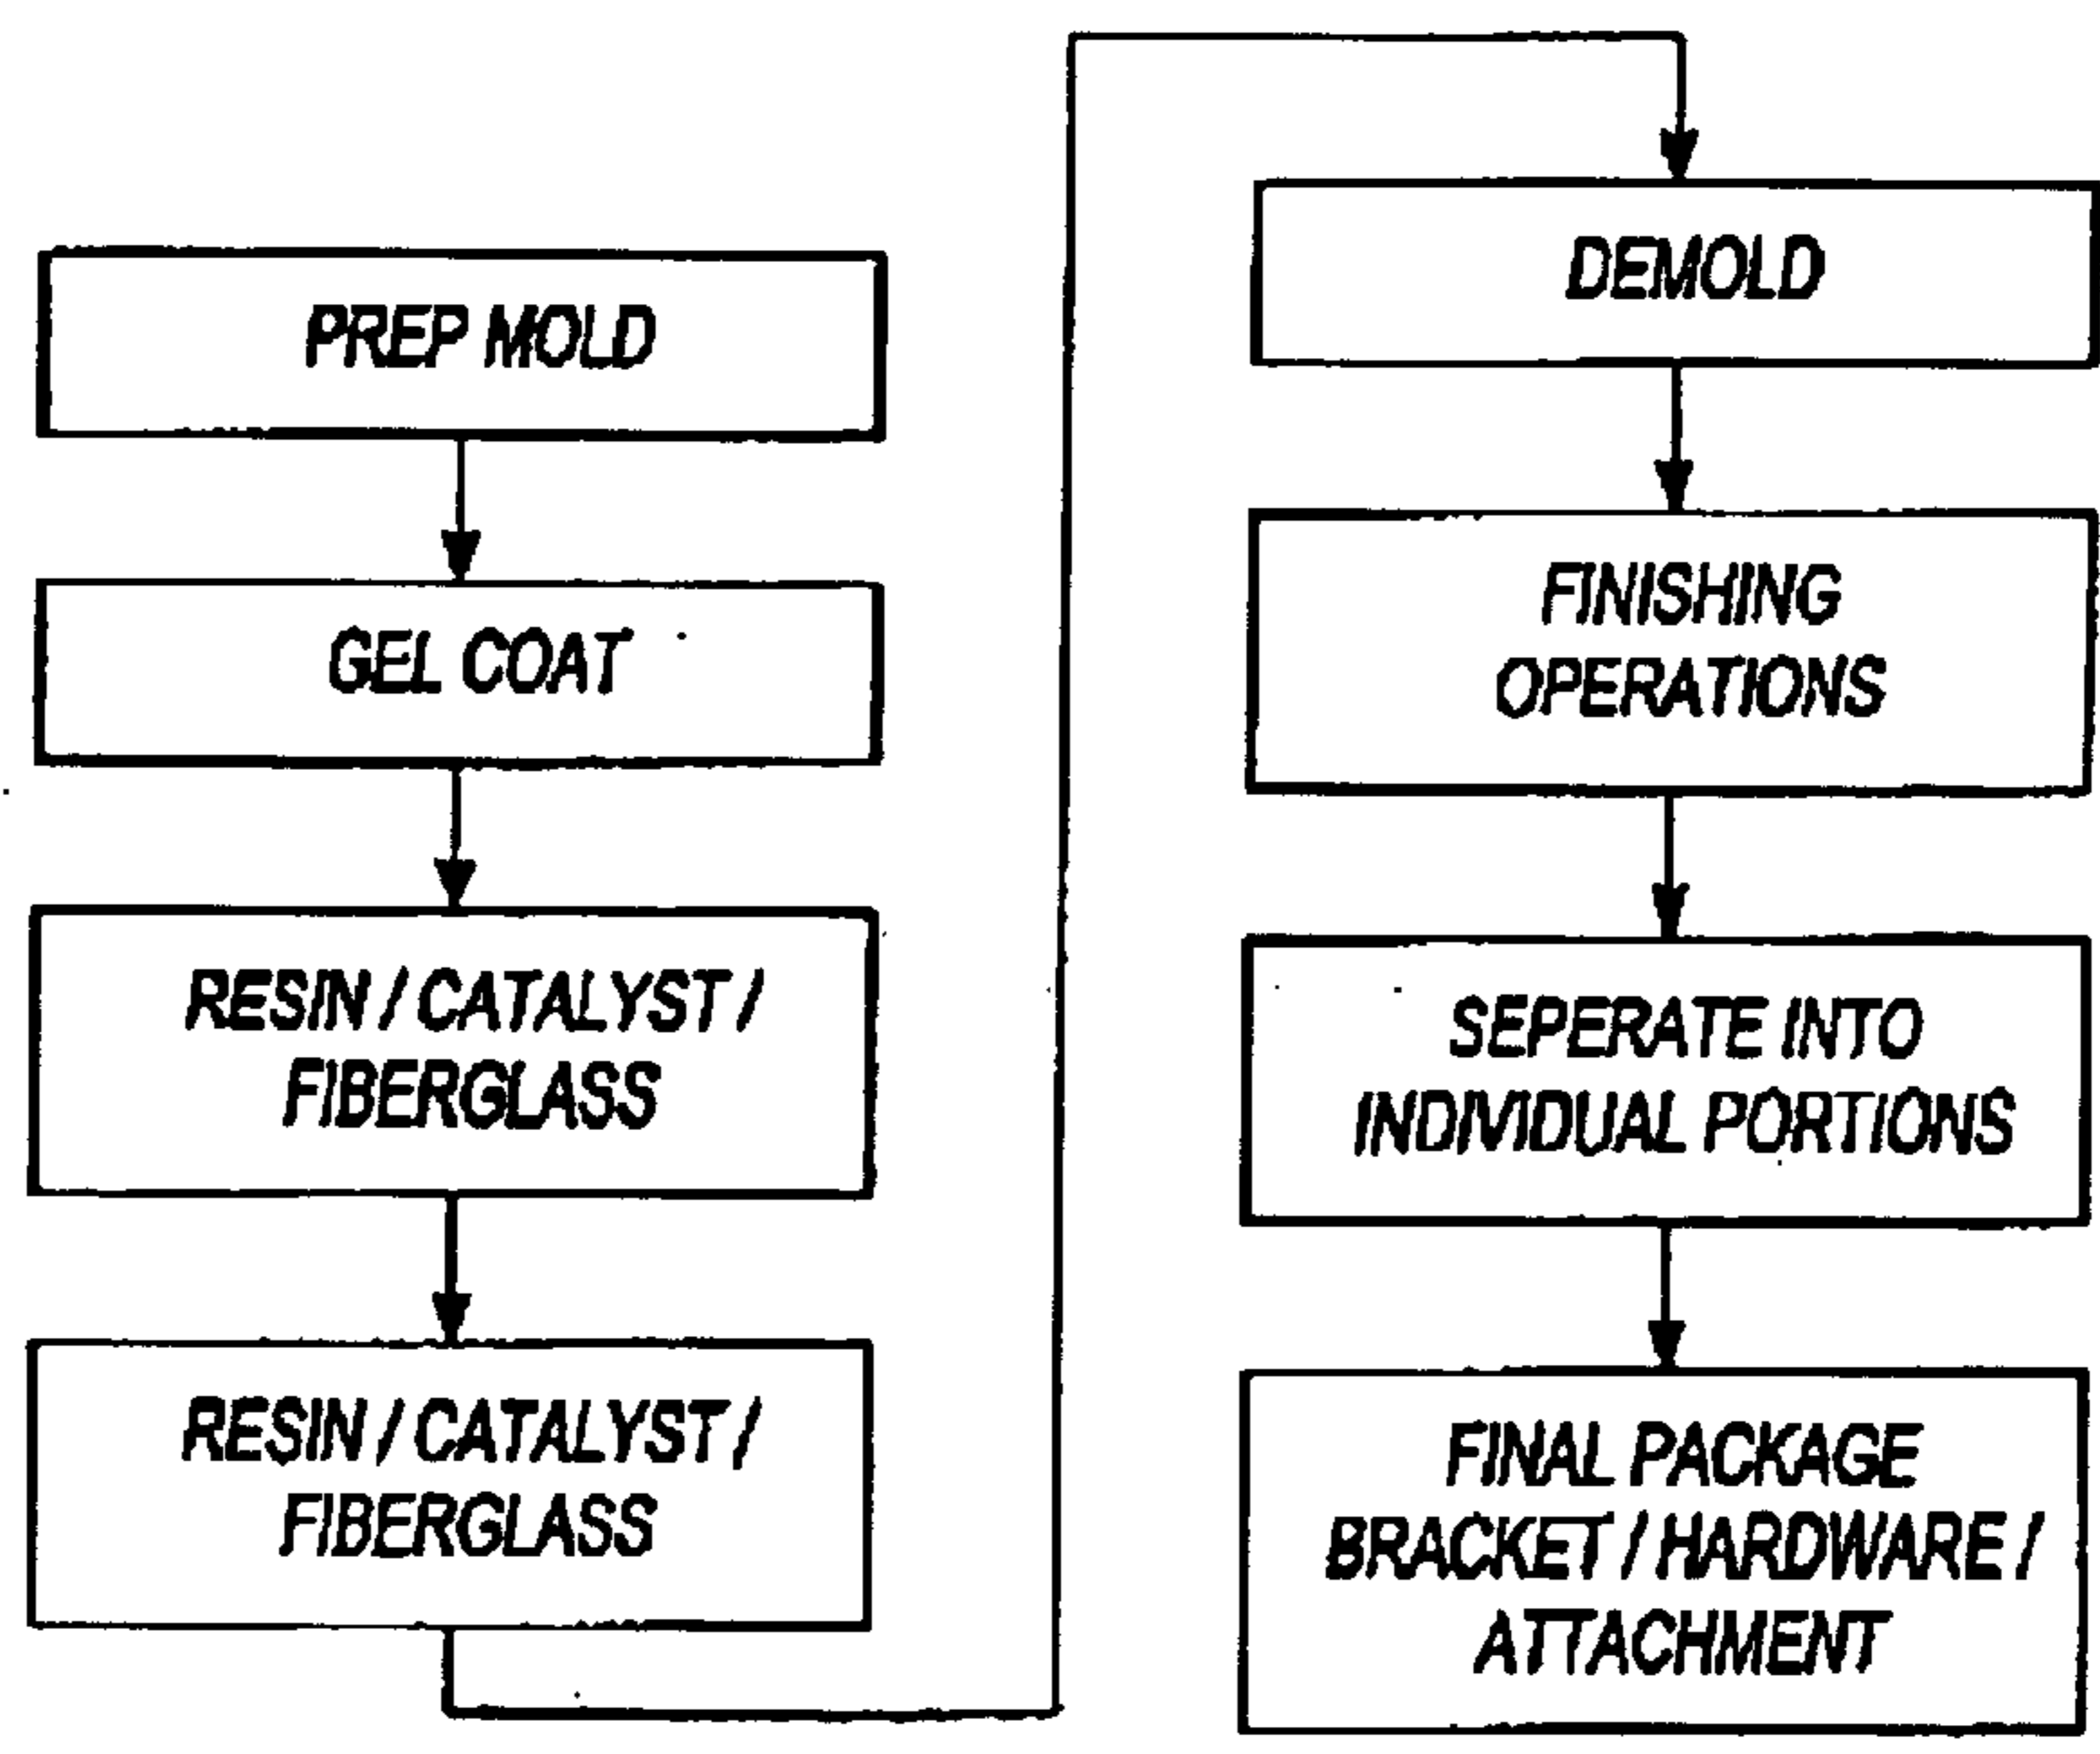 PREP MOLD
GEL COAT
RESIN / CATALYST /
FIBERGLASS
RESIN / CATALYST /
FIBERGLASS
DEMOLD
FINISHING
OPERATIONS
SEPERATE INTO
INDIVIDUAL PORTIONS
FINAL PACKAGE
BRACKET / HARDWARE /
ATTACHMENT